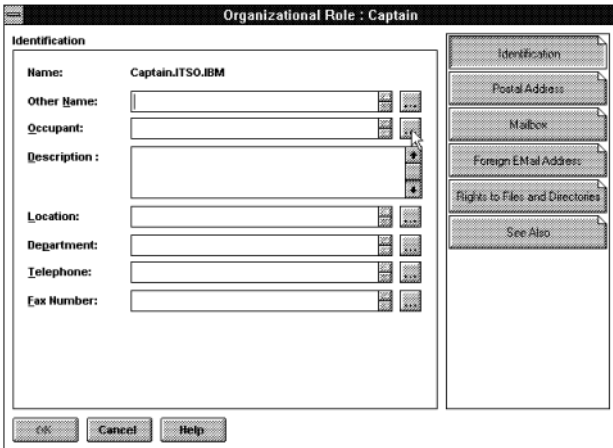 Organizational Role : Captain
Identification
Name: Captain.ITSO.IBM
Other Name:
Occupant:
Description :
Location:
Department:
Telephone:
Fax Number:
Identification
Postal Address
Mailbox
Foreign EMail Address
Rights to Files and Directories
See Also
OK Cancel Help